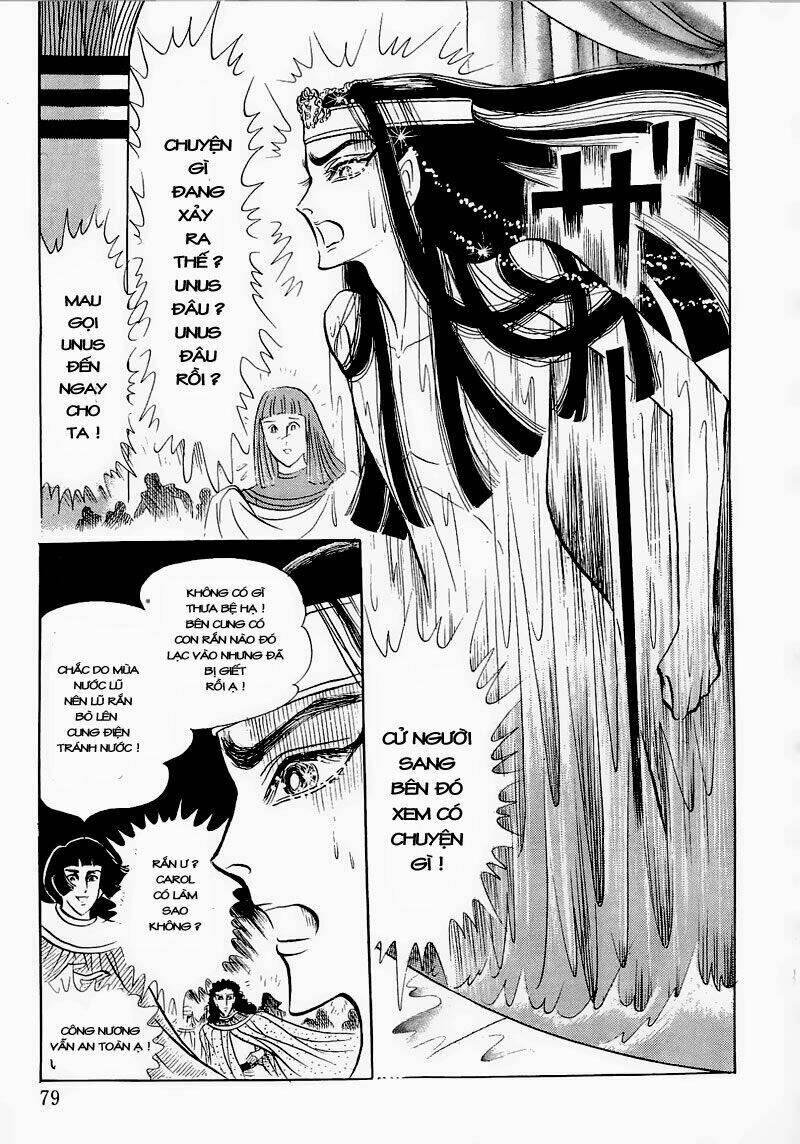 CHUYỆN
GÌ
ĐANG
XẢY
RA
THẾ?
UNUS
ĐÂU?
UNUS
ĐÂU
RỒI?
MAU
GỌI
UNUS
ĐẾN
NGAY
CHO
TA!
ザ
CỬ NGƯỜI
SANG
BÊN ĐÓ
XEM CÓ
CHUYỆN
GÌ!
KHÔNG CÓ GÌ
THƯA BỆ HẠ!
BÊN CUNG CÓ
CON RẮN NÀO ĐÓ
LẠC VÀO NHƯNG ĐÃ
BỊ GIẾT
RỒI Ạ!
CHẮC DO MÙA
NƯỚC LŨ
NÊN LŨ RẮN
BÒ LÊN
CUNG ĐIỆN
TRÁNH NƯỚC!
RẮN Ư?
CAROL
CÓ LÀM
SAO
KHÔNG?
CÔNG NƯƠNG
VẪN AN TOÀN Ạ!
79